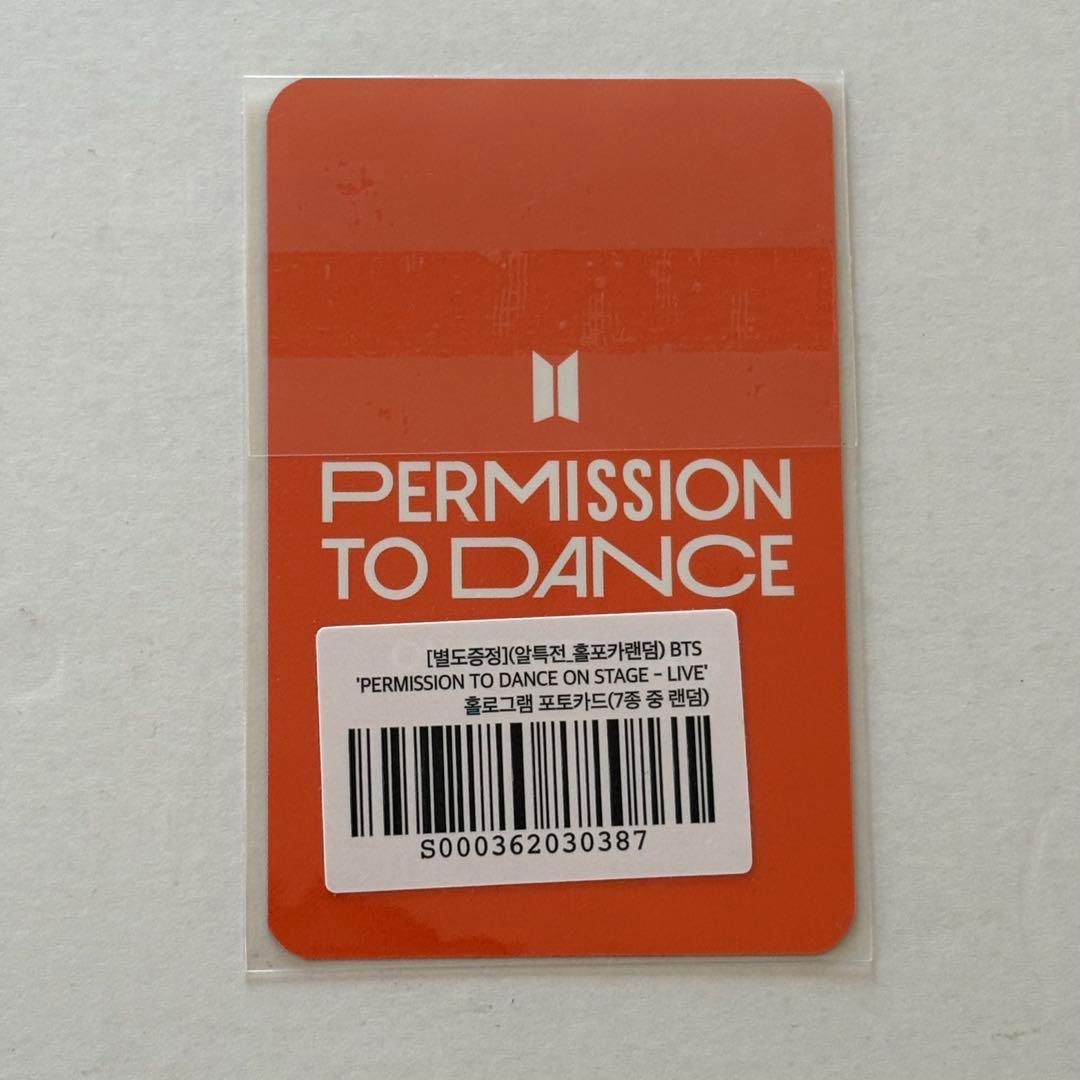 PERMISSION
TO DANCE
[별도증정](알특전_홀포카랜덤) BTS
'PERMISSION TO DANCE ON STAGE - LIVE'
홀로그램 포토카드(7종 중 랜덤)
S000362030387